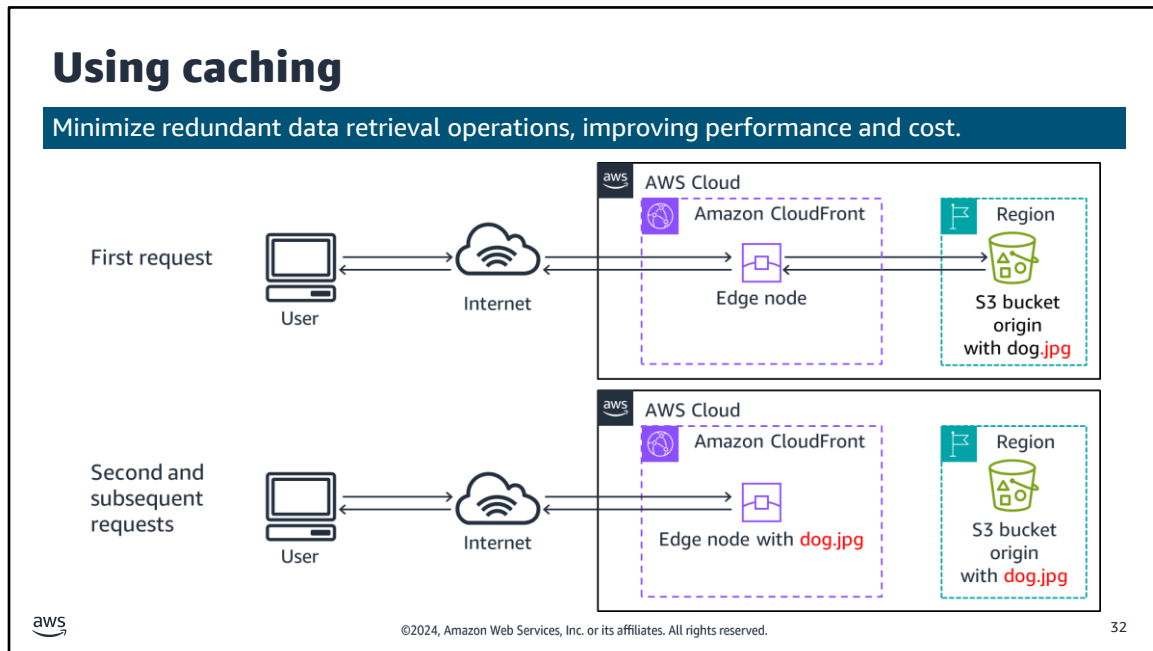 Using caching
Minimize redundant data retrieval operations, improving performance and cost.
aws
AWS Cloud
Amazon CloudFront
Region
First request
User
Internet
Edge node
S3 bucket
origin
with dog.jpg
aws
AWS Cloud
Amazon CloudFront
Region
Second and
subsequent
requests
User
Internet
Edge node with dog.jpg
S3 bucket
origin
with dog.jpg
aws
©2024, Amazon Web Services, Inc. or its affiliates. All rights reserved.
32